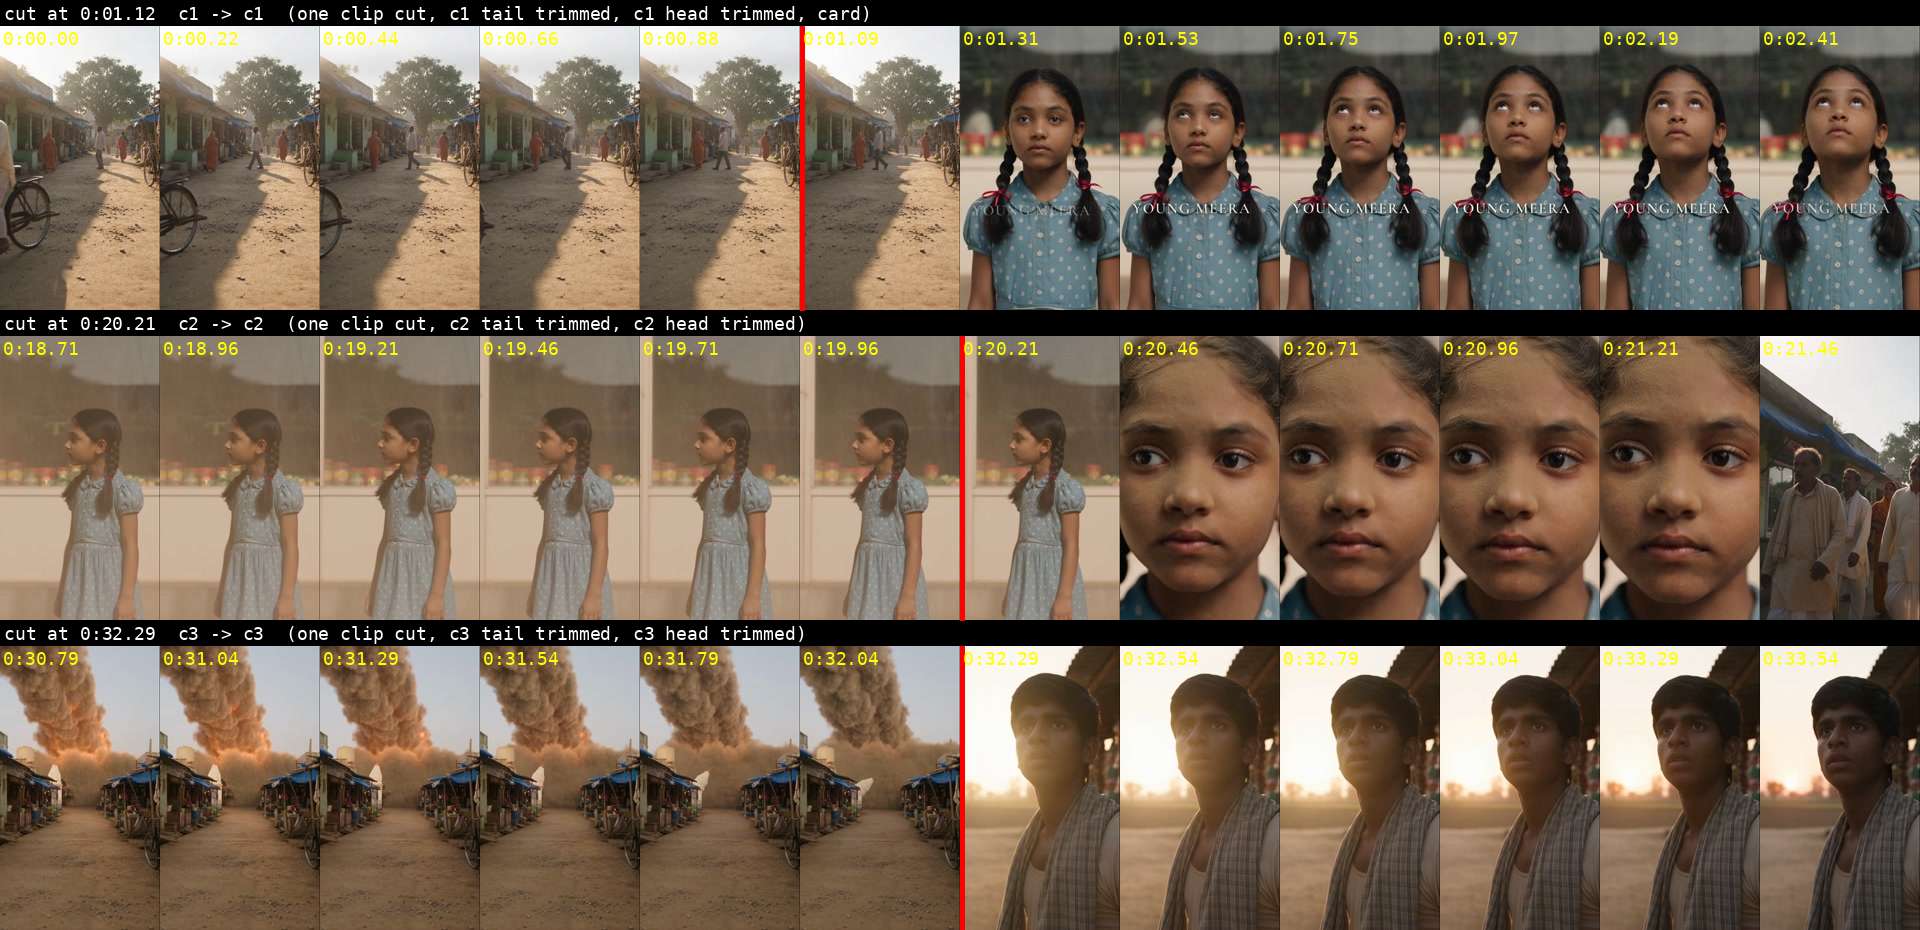 cut at 0:01.12  c1 -> c1  (one clip cut, c1 tail trimmed, c1 head trimmed, card)
0:00.00 0:00.22 0:00.44 0:00.66 0:00.88 0:01.09 0:01.31 0:01.53 0:01.75 0:01.97 0:02.19 0:02.41
YOUNG MEERA YOUNG MEERA YOUNG MEERA YOUNG MEERA YOUNG MEERA YOUNG MEERA
cut at 0:20.21  c2 -> c2  (one clip cut, c2 tail trimmed, c2 head trimmed)
0:18.71 0:18.96 0:19.21 0:19.46 0:19.71 0:19.96 0:20.21 0:20.46 0:20.71 0:20.96 0:21.21 0:21.46
cut at 0:32.29  c3 -> c3  (one clip cut, c3 tail trimmed, c3 head trimmed)
0:30.79 0:31.04 0:31.29 0:31.54 0:31.79 0:32.04 0:32.29 0:32.54 0:32.79 0:33.04 0:33.29 0:33.54